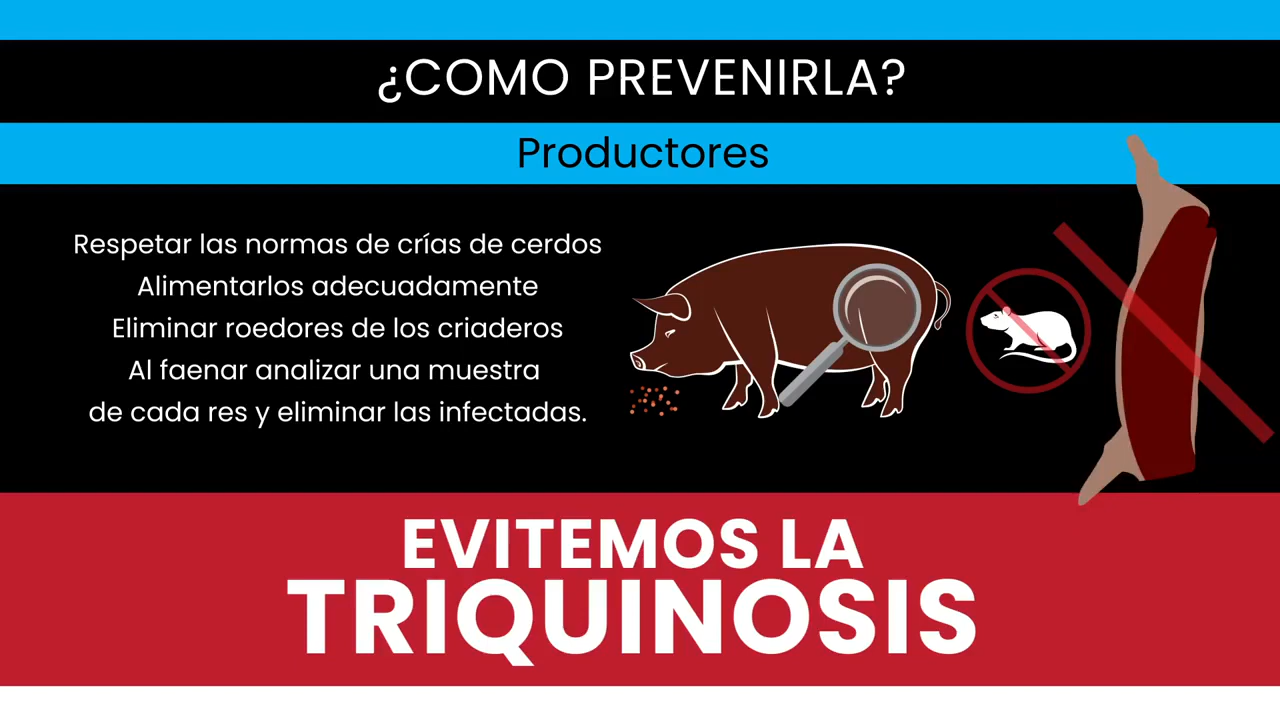 ¿COMO PREVENIRLA?
Productores
Respetar las normas de crías de cerdos
Alimentarlos adecuadamente
Eliminar roedores de los criaderos
Al faenar analizar una muestra
de cada res y eliminar las infectadas.
EVITEMOS LA
TRIQUINOSIS